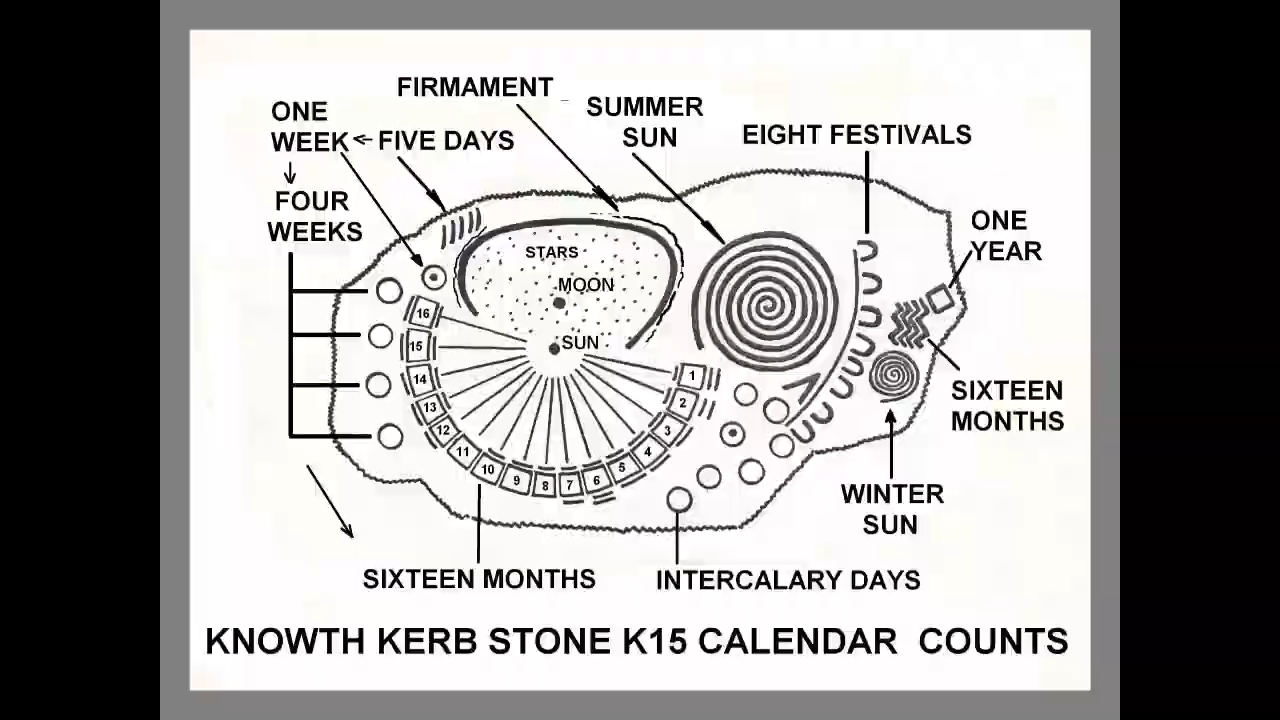 FIRMAMENT
SUMMER
SUN
EIGHT FESTIVALS
ONE
WEEK
FIVE DAYS
FOUR
WEEKS
ONE
YEAR
STARS
MOON
SUN
16
15
14
13
12
11
10
9
8
7
6
5
4
3
2
1
SIXTEEN
MONTHS
WINTER
SUN
SIXTEEN MONTHS
INTERCALARY DAYS
KNOWTH KERB STONE K15 CALENDAR COUNTS